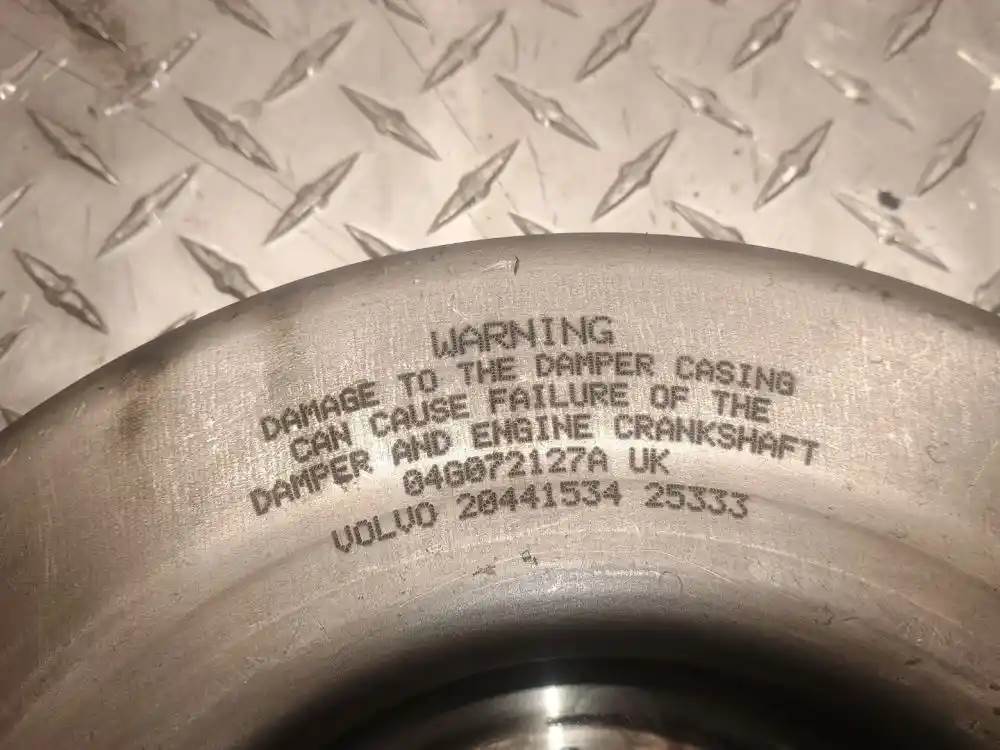 WARNING
DAMAGE TO THE DAMPER CASING
CAN CAUSE FAILURE OF THE
DAMPER AND ENGINE CRANKSHAFT
04G072127A UK
VOLVO 20441534 25333